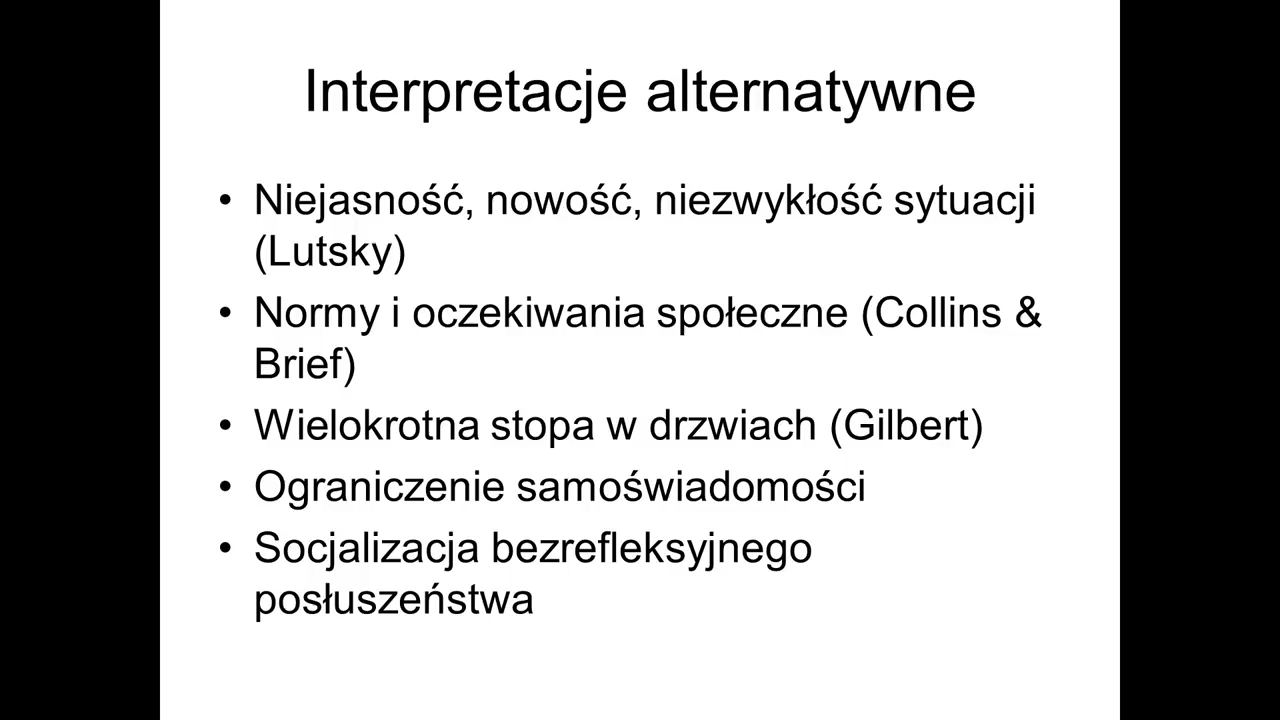 Interpretacje alternatywne
• Niejasność, nowość, niezwykłość sytuacji
(Lutsky)
• Normy i oczekiwania społeczne (Collins &
Brief)
• Wielokrotna stopa w drzwiach (Gilbert)
• Ograniczenie samoświadomości
• Socjalizacja bezrefleksyjnego
posłuszeństwa